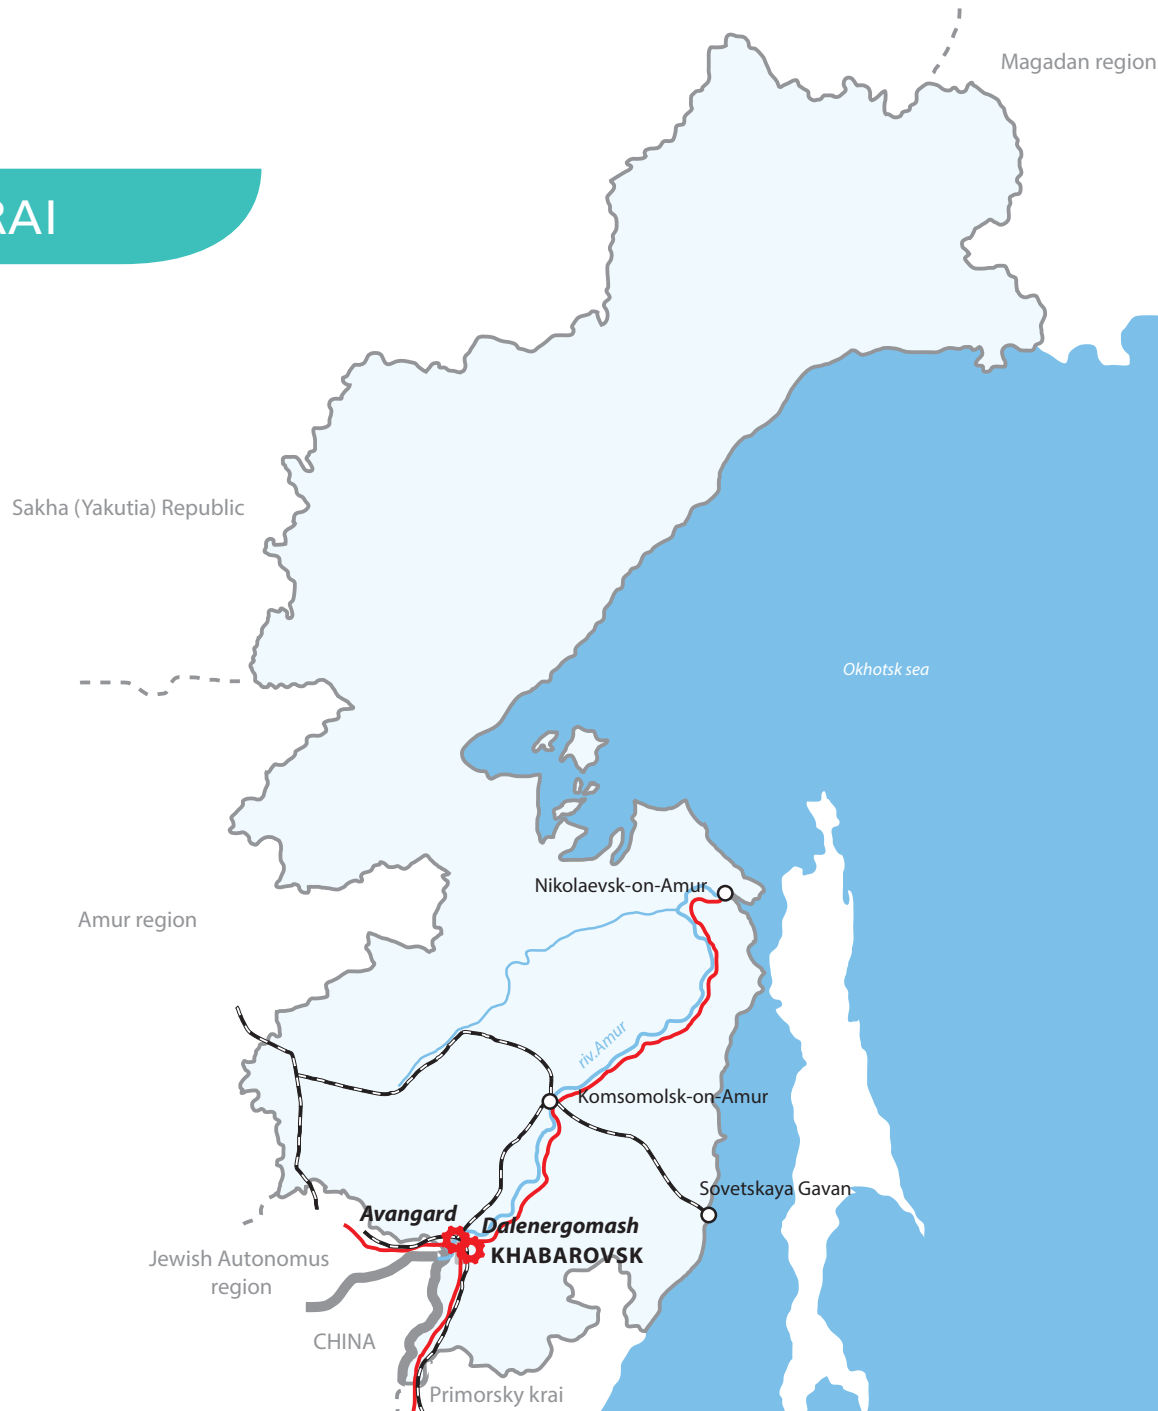 Magadan region
RAI
Sakha (Yakutia) Republic
Okhotsk sea
Nikolaevsk-on-Amur
Amur region
riv.Amur
Komsomolsk-on-Amur
Sovetskaya Gavan
Avangard
Dalenergomash
KHABAROVSK
Jewish Autonomus
region
CHINA
Primorsky krai